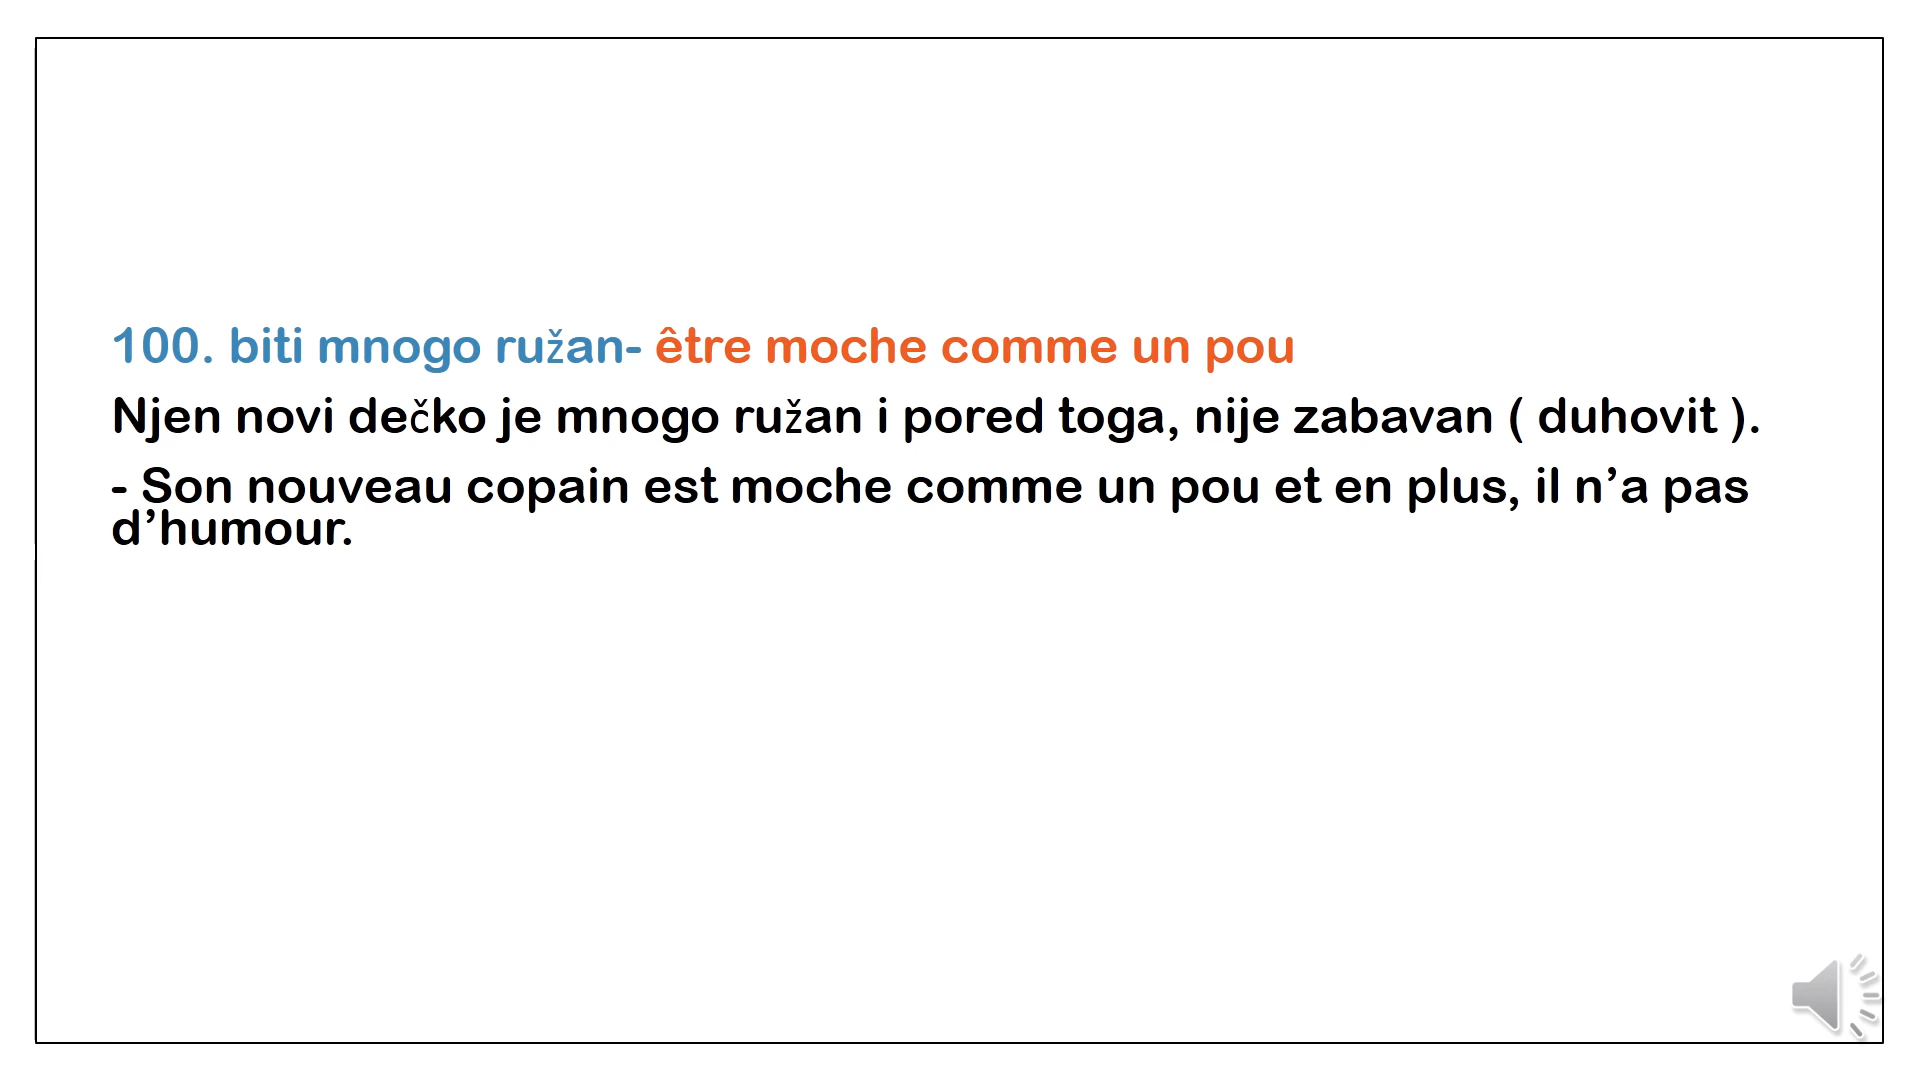 100. biti mnogo ružan- être moche comme un pou
Njen novi dečko je mnogo ružan i pored toga, nije zabavan ( duhovit ).
- Son nouveau copain est moche comme un pou et en plus, il n’a pas
d’humour.